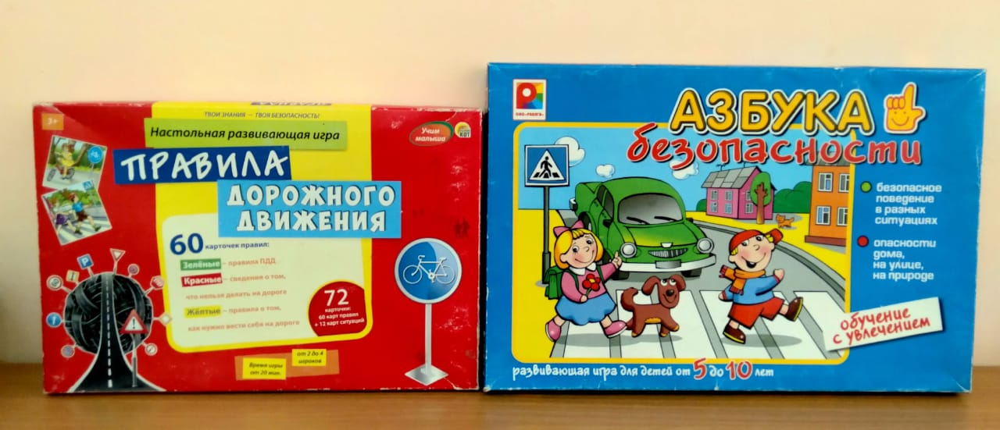 3+
ТВОИ ЗНАНИЯ — ТВОЯ БЕЗОПАСНОСТЬ!
Настольная развивающая игра
Учим
малыша
КОТ
ПРАВИЛА
ДОРОЖНОГО
ДВИЖЕНИЯ
60 карточек правил:
Зелёные – правила ПДД
Красные – сведения о том,
что нельзя делать на дороге
Жёлтые – правила о том,
как нужно вести себя на дороге
72
карточки:
60 карт правил
+ 12 карт ситуаций
Время игры
от 20 мин.
от 2 до 4
игроков
P
ОАО «РАДУГА»
АЗБУКА
безопасности
безопасное
поведение
в разных
ситуациях
опасности
дома,
на улице,
на природе
обучение
с увлечением
развивающая игра для детей от 5 до 10 лет